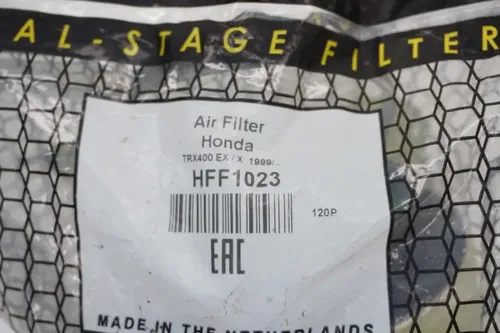 AL-STAGE FILTER
Air Filter
Honda
TRX400 EX / X 1999/..
HFF1023
120P
EAC
MADE IN THE NETHERLANDS